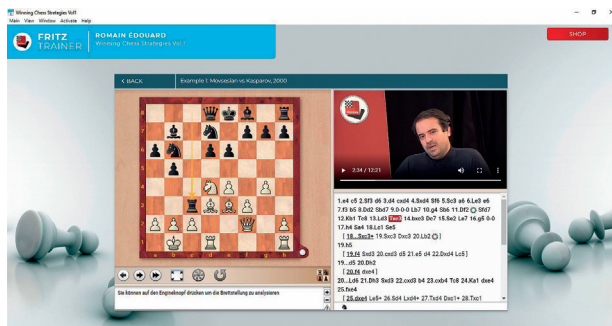 Winning Chess Strategies Vol1
Main View Window Activate Help
FRITZ TRAINER
ROMAIN ÉDOUARD
Winning Chess Strategies Vol 1
SHOP
< BACK
Example 1: Movsesian vs Kasparov, 2000
8
7
6
5
4
3
2
1
a b c d e f g h
2:34 / 12:21
1.e4 c5 2.Sf3 d6 3.d4 cxd4 4.Sxd4 Sf6 5.Sc3 a6 6.Le3 e6
7.f3 b5 8.Dd2 Sbd7 9.0-0-0 Lb7 10.g4 Sb6 11.Df2 Sfd7
12.Kb1 Tc8 13.Ld3 Txc3 14.bxc3 Dc7 15.Se2 Le7 16.g5 0-0
17.h4 Sa4 18.Lc1 Se5
[ 18...Sxc3+ 19.Sxc3 Dxc3 20.Lb2 ]
19.h5
[ 19.f4 Sxd3 20.cxd3 d5 21.e5 d4 22.Dxd4 Lc5 ]
19...d5 20.Dh2
[ 20.f4 dxe4 ]
20...Ld6 21.Dh3 Sxd3 22.cxd3 b4 23.cxb4 Tc8 24.Ka1 dxe4
25.fxe4
[ 25.dxe4 Le5+ 26.Sd4 Lxd4+ 27.Txd4 Dxc1+ 28.Txc1
Sie können auf den Engineknopf drücken um die Brettstellung zu analysieren